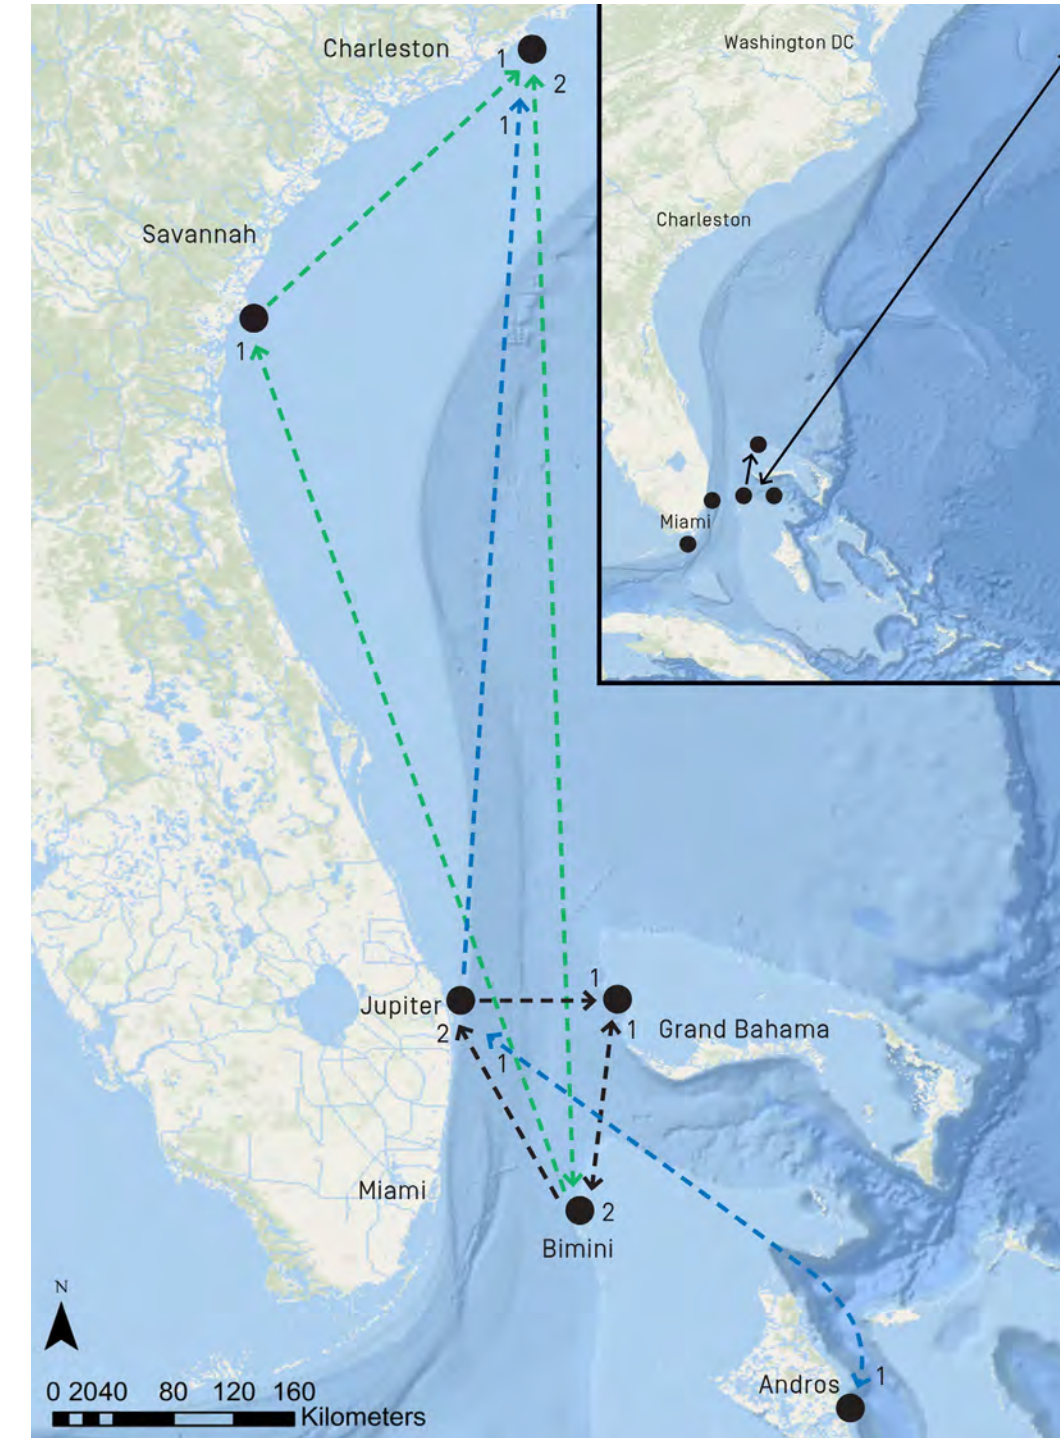 Charleston
1
2
1
Savannah
1
Washington DC
Charleston
Miami
Jupiter
2
1
1
1
Grand Bahama
Miami
2
Bimini
N
1
Andros
0 2040 80 120 160
Kilometers